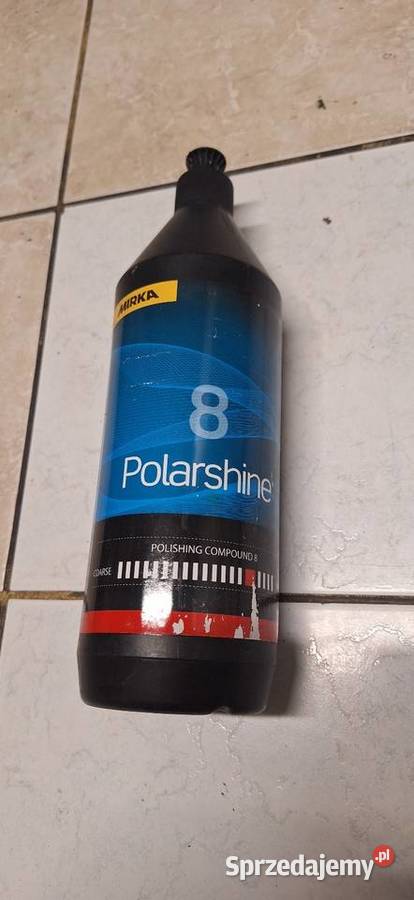 MIRKA
8
Polarshine®
POLISHING COMPOUND 8
COARSE
Sprzedajemy.pl